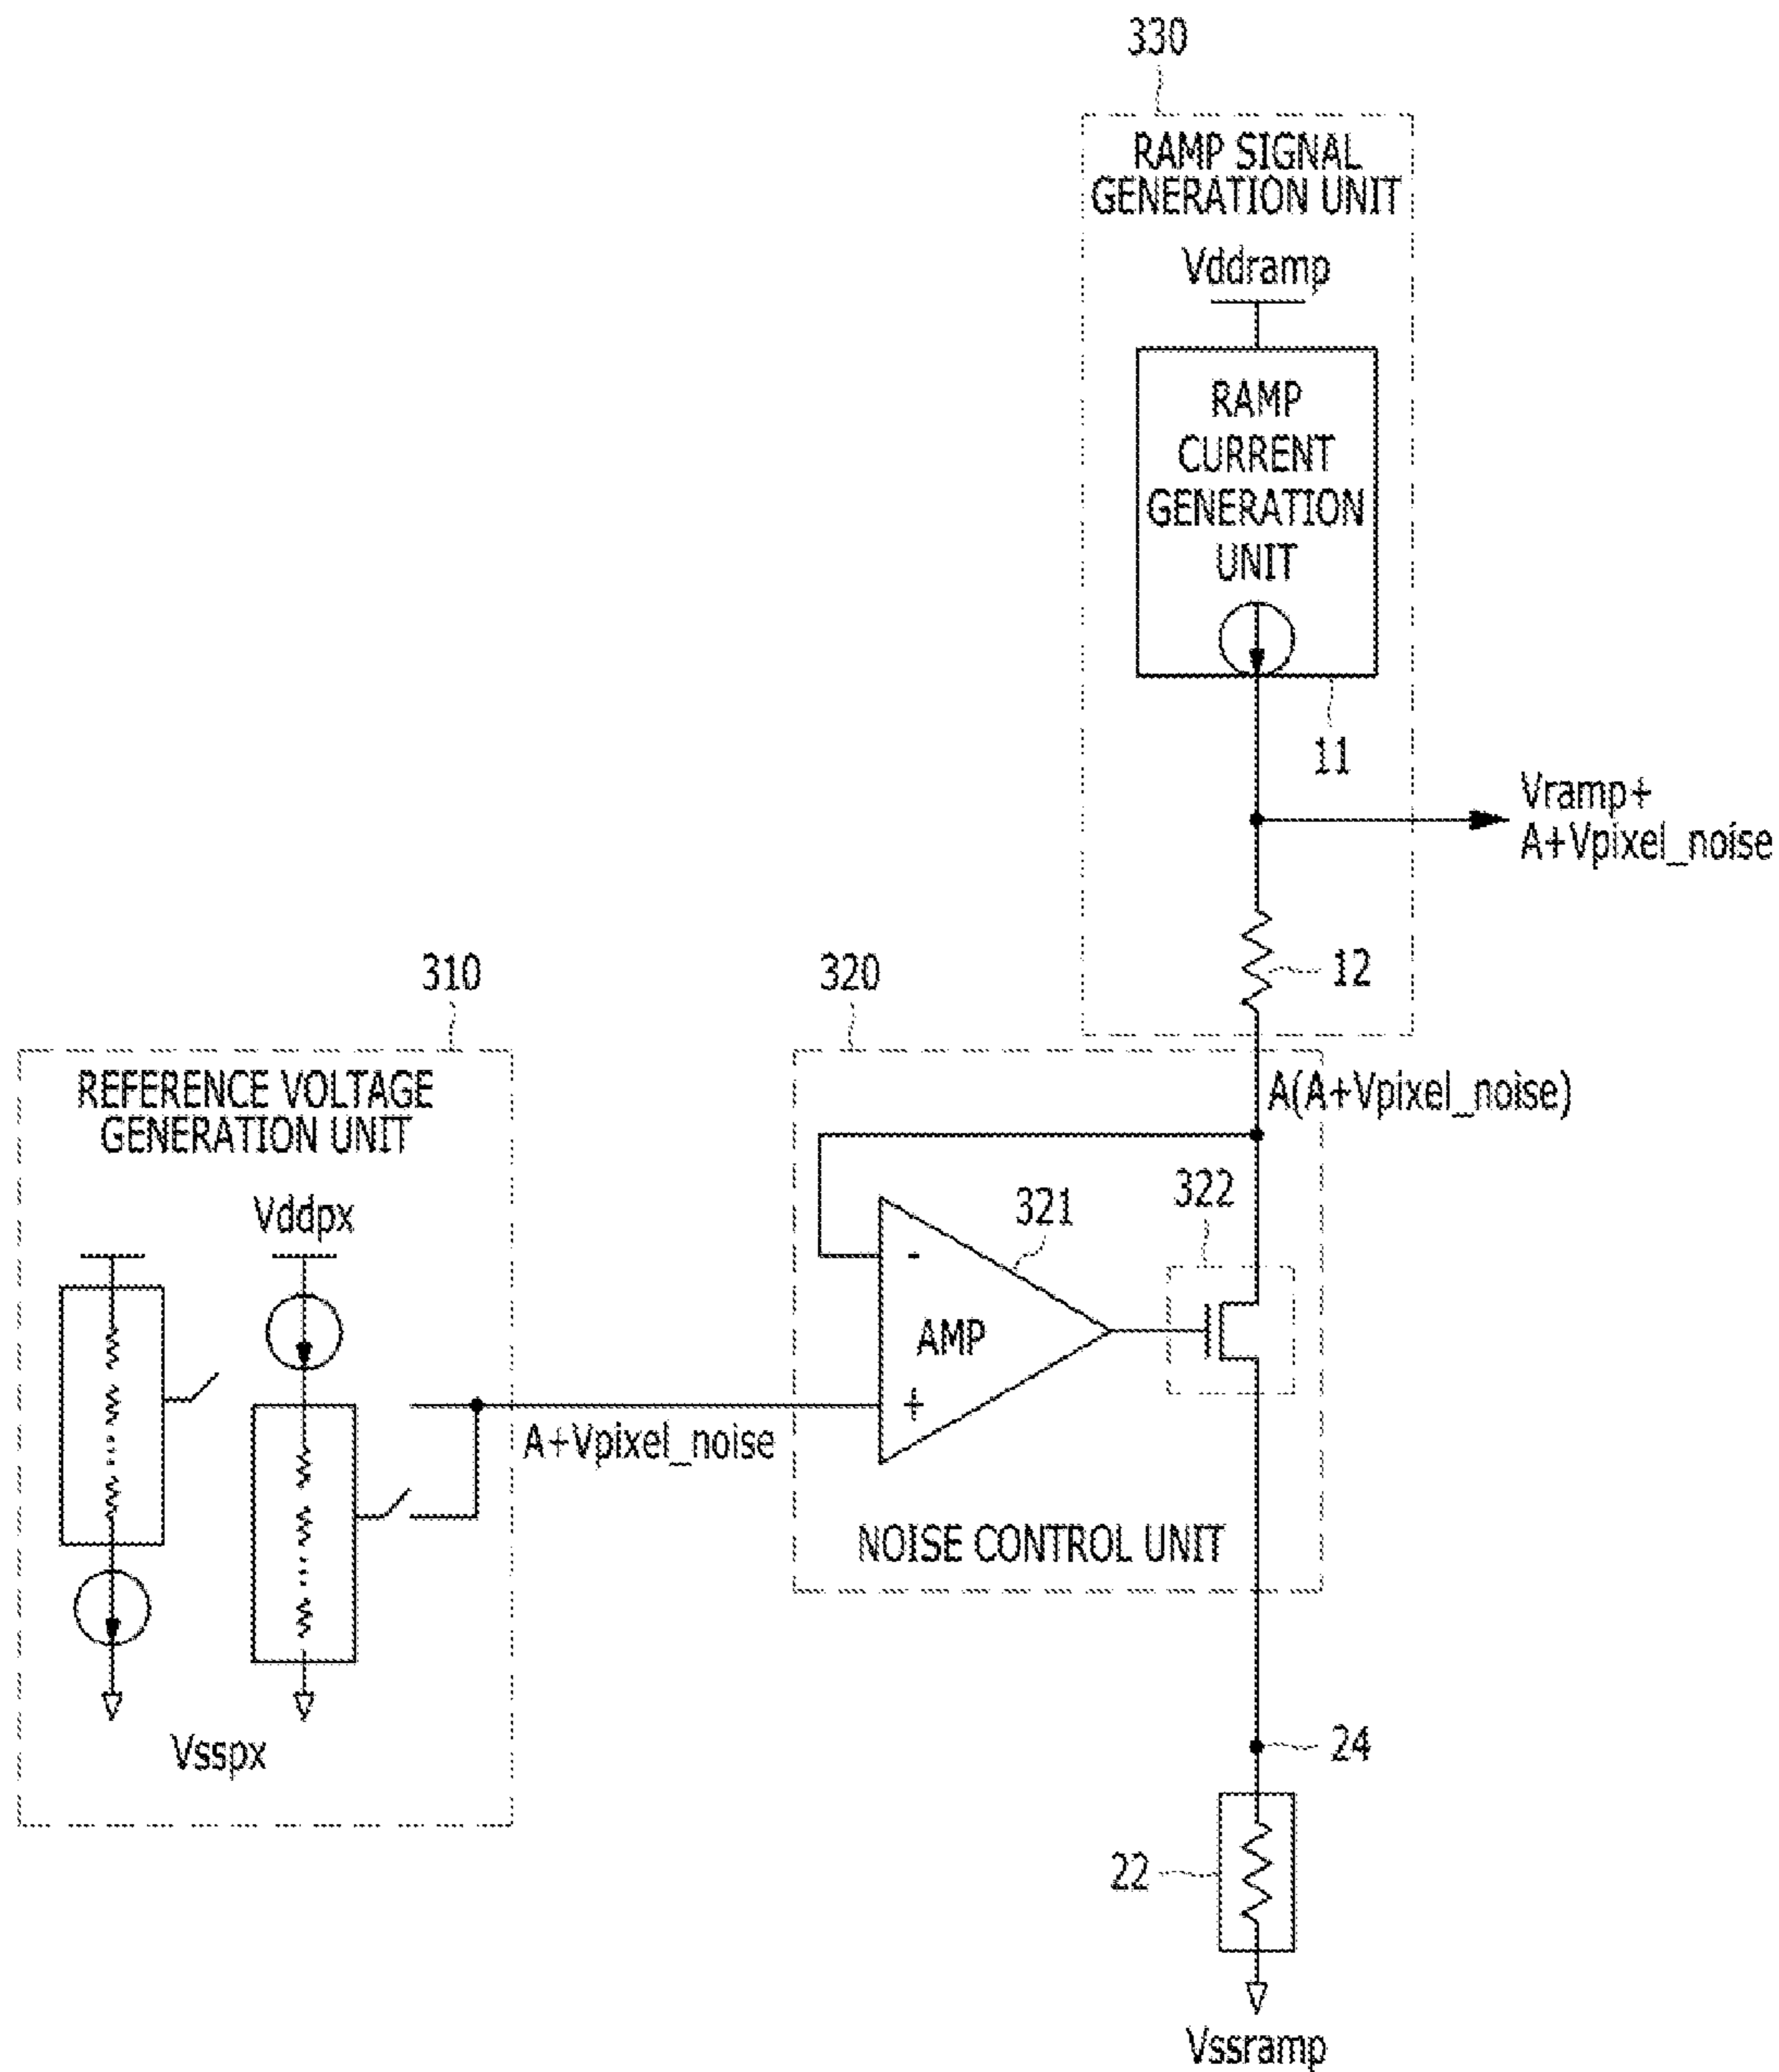 330
RAMP SIGNAL
GENERATION UNIT
Vddramp
RAMP
CURRENT
GENERATION
UNIT
11
Vramp+
A+Vpixel_noise
12
310
320
REFERENCE VOLTAGE
GENERATION UNIT
A(A+Vpixel_noise)
Vddpx
321
322
-
AMP
+
A+Vpixel_noise
NOISE CONTROL UNIT
Vsspx
24
22
Vssramp